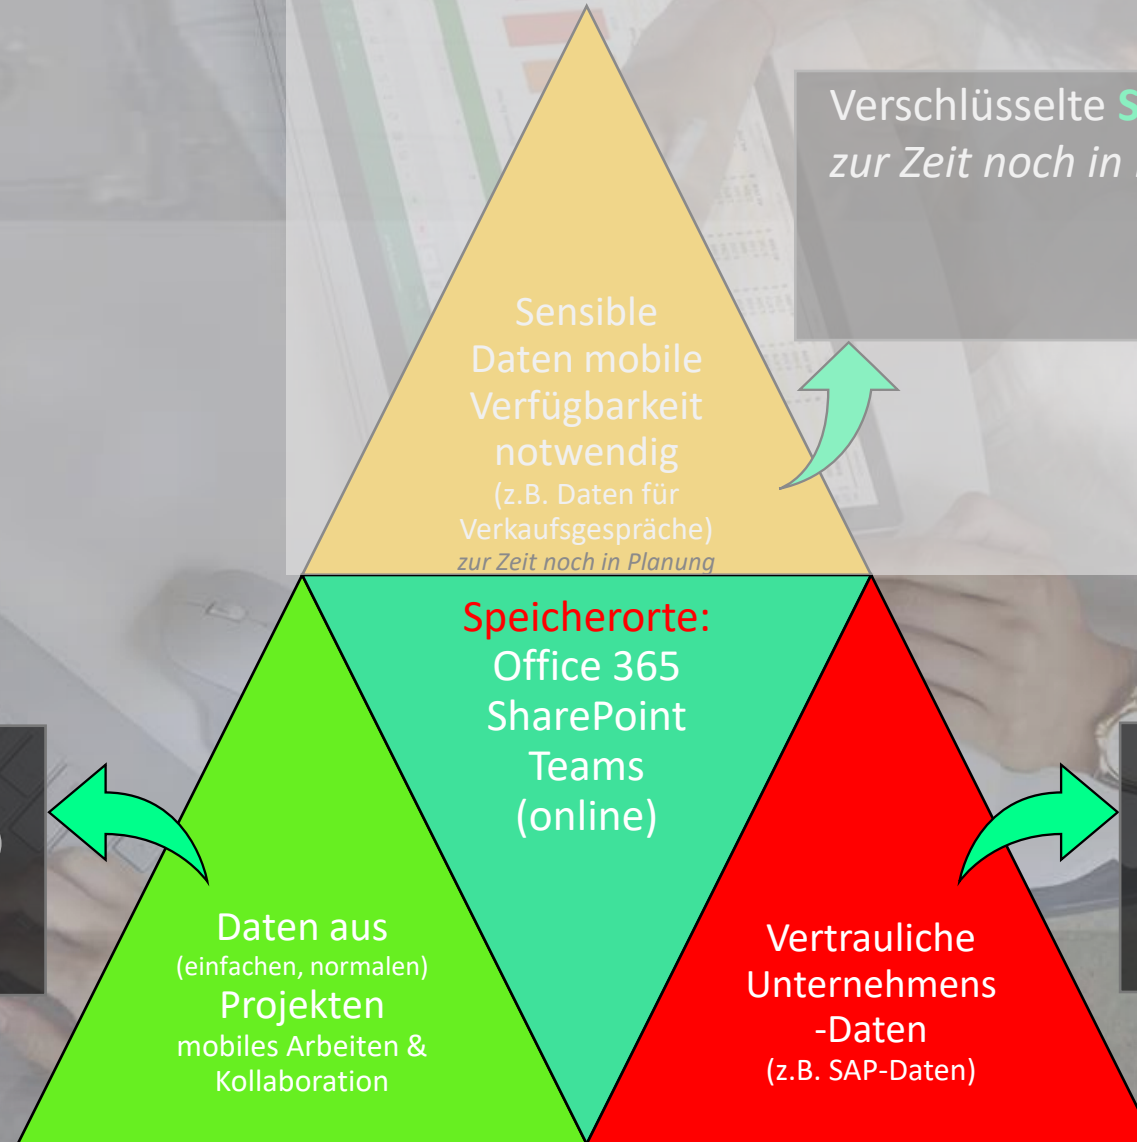 Verschlüsselte S
zur Zeit noch in
Sensible
Daten mobile
Verfügbarkeit
notwendig
(z.B. Daten für
Verkaufsgespräche)
zur Zeit noch in Planung
Speicherorte:
Office 365
SharePoint
Teams
(online)
Daten aus
(einfachen, normalen)
Projekten
mobiles Arbeiten &
Kollaboration
Vertrauliche
Unternehmens
-Daten
(z.B. SAP-Daten)